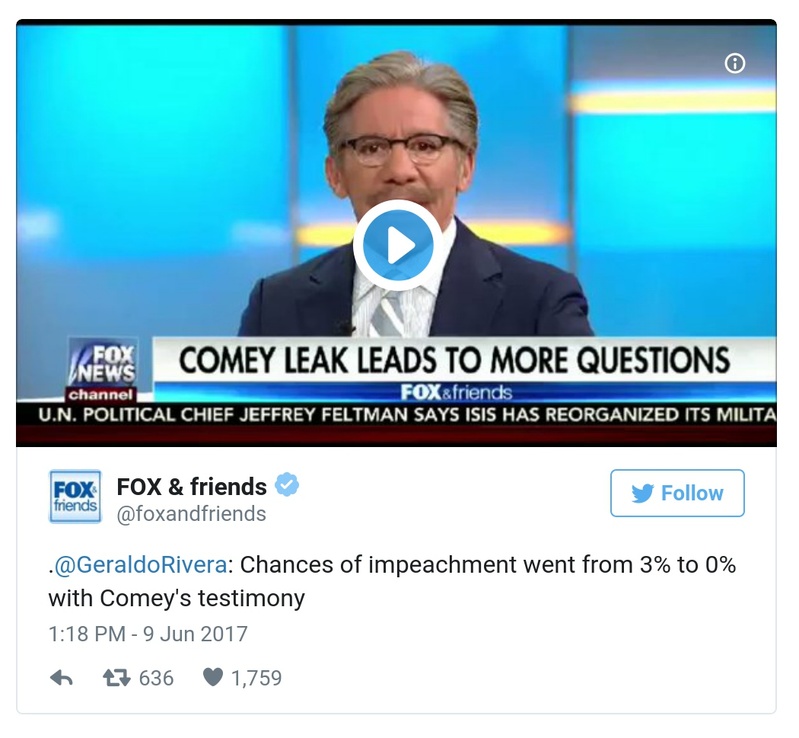 COMEY LEAK LEADS TO MORE QUESTIONS
FOX
NEWS
channel
FOX&friends
U.N. POLITICAL CHIEF JEFFREY FELTMAN SAYS ISIS HAS REORGANIZED ITS MILITA
FOX&
friends
FOX & friends
@foxandfriends
Follow
.@GeraldoRivera: Chances of impeachment went from 3% to 0%
with Comey's testimony
1:18 PM - 9 Jun 2017
636
1,759